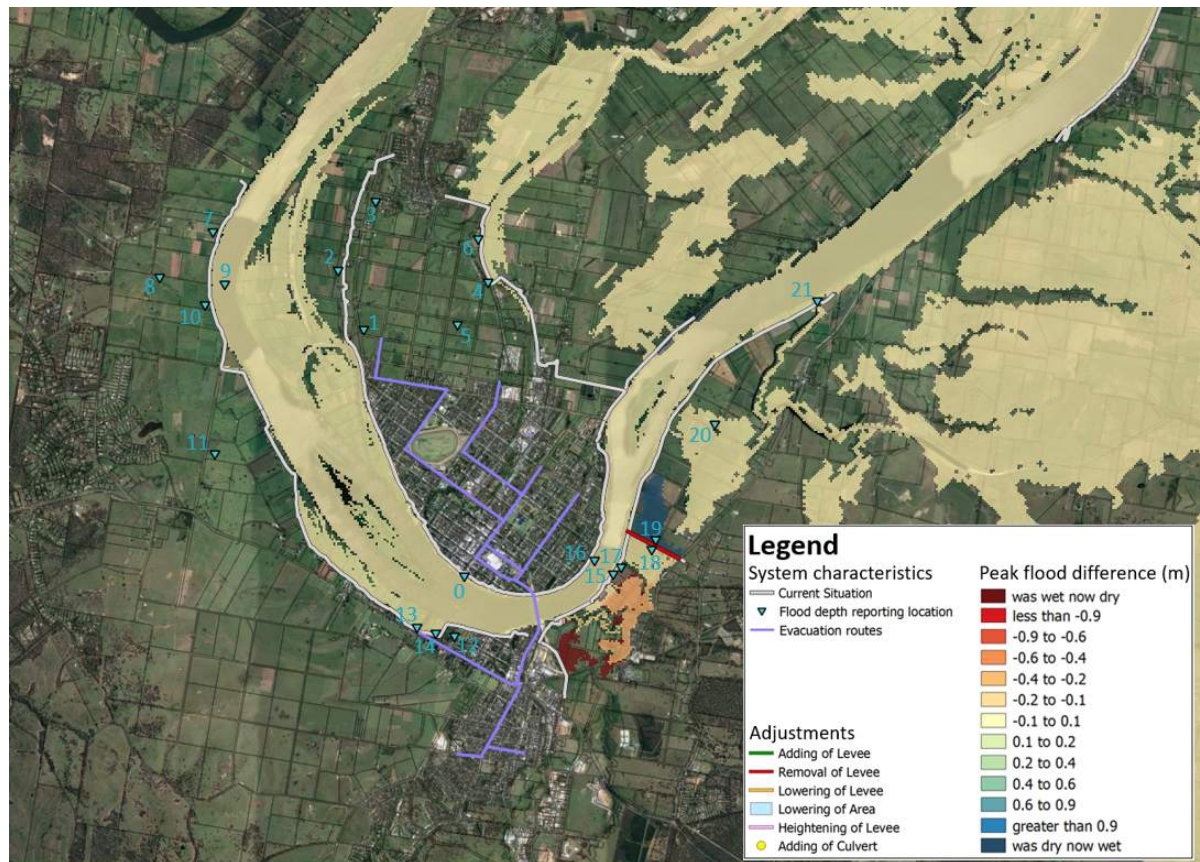 3
7
6
2
8
9
4
10
1
5
21
20
11
19
16
17
18
15
0
13
14
12
Legend
System characteristics
Current Situation
Flood depth reporting location
Evacuation routes
Adjustments
Adding of Levee
Removal of Levee
Lowering of Levee
Lowering of Area
Heightening of Levee
Adding of Culvert
Peak flood difference (m)
was wet now dry
less than -0.9
-0.9 to -0.6
-0.6 to -0.4
-0.4 to -0.2
-0.2 to -0.1
-0.1 to 0.1
0.1 to 0.2
0.2 to 0.4
0.4 to 0.6
0.6 to 0.9
greater than 0.9
was dry now wet